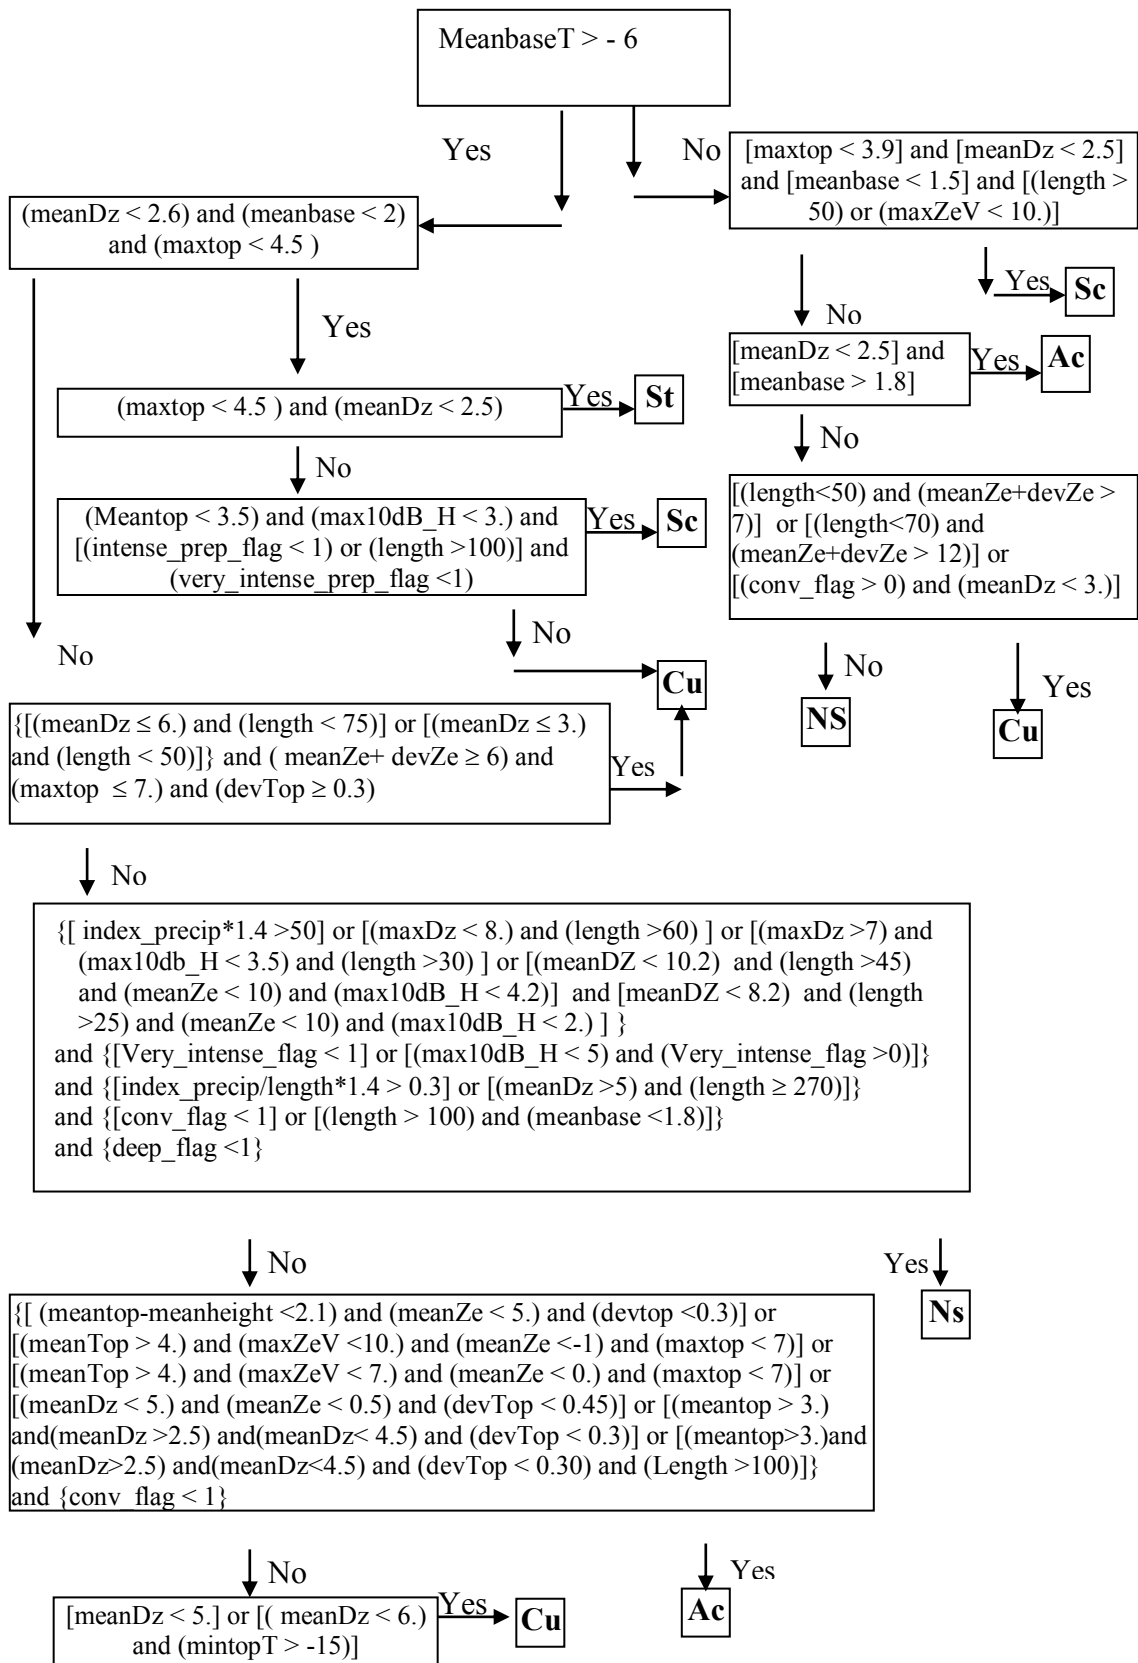 MeanbaseT > - 6
Yes
No
[maxtop < 3.9] and [meanDz < 2.5]
and [meanbase < 1.5] and [(length >
50) or (maxZeV < 10.)]
(meanDz < 2.6) and (meanbase < 2)
and (maxtop < 4.5 )
Yes
Sc
No
Yes
[meanDz < 2.5] and
[meanbase > 1.8]
Yes
Ac
(maxtop < 4.5 ) and (meanDz < 2.5)
Yes
St
No
No
[(length<50) and (meanZe+devZe >
7)] or [(length<70) and
(meanZe+devZe > 12)] or
[(conv_flag > 0) and (meanDz < 3.)]
(Meantop < 3.5) and (max10dB_H < 3.) and
[(intense_prep_flag < 1) or (length >100)] and
(very_intense_prep_flag <1)
Yes
Sc
No
No
Cu
No
NS
Yes
Cu
{[(meanDz ≤ 6.) and (length < 75)] or [(meanDz ≤ 3.)
and (length < 50)]} and ( meanZe+ devZe ≥ 6) and
(maxtop ≤ 7.) and (devTop ≥ 0.3)
Yes
No
{[ index_precip*1.4 >50] or [(maxDz < 8.) and (length >60) ] or [(maxDz >7) and
(max10db_H < 3.5) and (length >30) ] or [(meanDZ < 10.2) and (length >45)
and (meanZe < 10) and (max10dB_H < 4.2)] and [meanDZ < 8.2) and (length
>25) and (meanZe < 10) and (max10dB_H < 2.) ] }
and {[Very_intense_flag < 1] or [(max10dB_H < 5) and (Very_intense_flag >0)]}
and {[index_precip/length*1.4 > 0.3] or [(meanDz >5) and (length ≥ 270)]}
and {[conv_flag < 1] or [(length > 100) and (meanbase <1.8)]}
and {deep_flag <1}
No
Yes
Ns
{[ (meantop-meanheight <2.1) and (meanZe < 5.) and (devtop <0.3)] or
[(meanTop > 4.) and (maxZeV <10.) and (meanZe <-1) and (maxtop < 7)] or
[(meanTop > 4.) and (maxZeV < 7.) and (meanZe < 0.) and (maxtop < 7)] or
[(meanDz < 5.) and (meanZe < 0.5) and (devTop < 0.45)] or [(meantop > 3.)
and(meanDz >2.5) and(meanDz< 4.5) and (devTop < 0.3)] or [(meantop>3.)and
(meanDz>2.5) and(meanDz<4.5) and (devTop < 0.30) and (Length >100)]}
and {conv_flag < 1}
No
Yes
Ac
[meanDz < 5.] or [( meanDz < 6.)
and (mintopT > -15)]
Yes
Cu